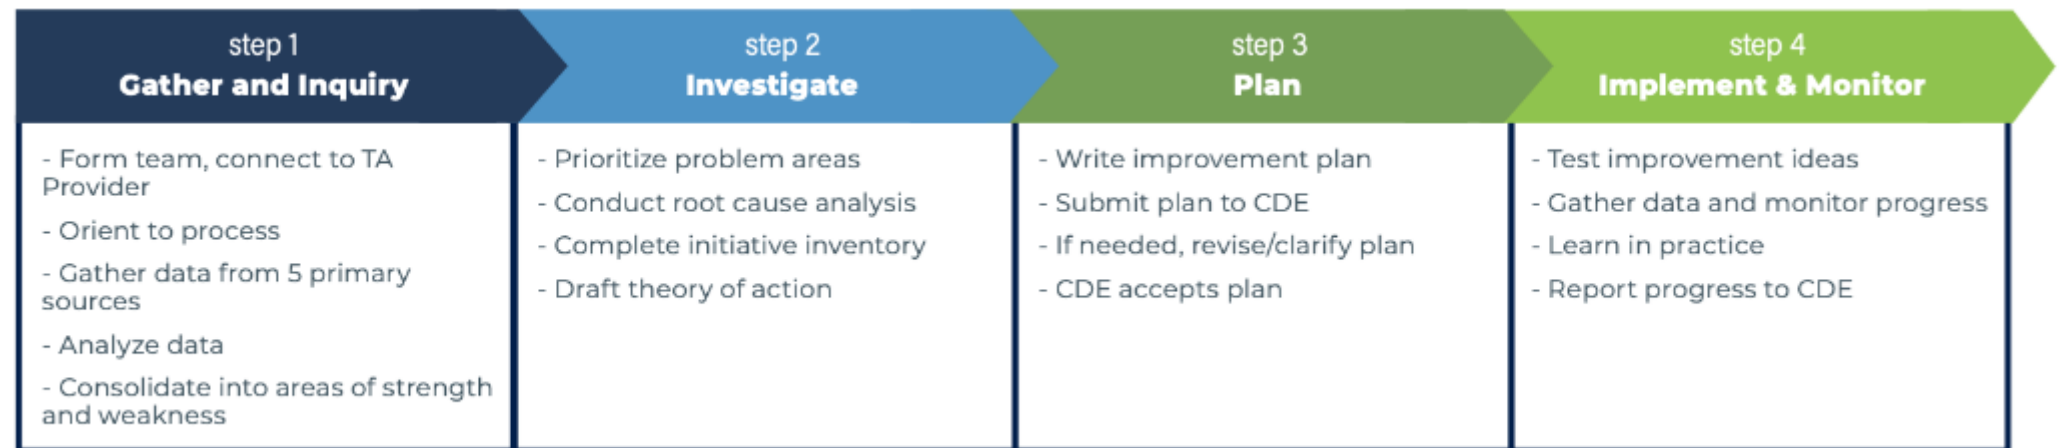 step 1
Gather and Inquiry
- Form team, connect to TA
Provider
- Orient to process
- Gather data from 5 primary
sources
- Analyze data
- Consolidate into areas of strength
and weakness
step 2
Investigate
- Prioritize problem areas
- Conduct root cause analysis
- Complete initiative inventory
- Draft theory of action
step 3
Plan
- Write improvement plan
- Submit plan to CDE
- If needed, revise/clarify plan
- CDE accepts plan
step 4
Implement & Monitor
- Test improvement ideas
- Gather data and monitor progress
- Learn in practice
- Report progress to CDE